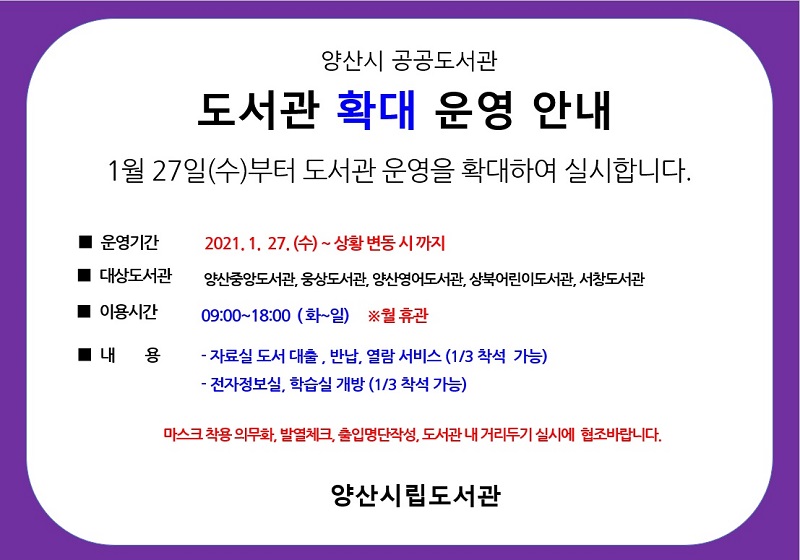 양산시 공공도서관
도서관 확대 운영 안내
1월 27일(수)부터 도서관 운영을 확대하여 실시합니다.
■ 운영기간 2021. 1. 27. (수) ~ 상황 변동 시 까지
■ 대상도서관 양산중앙도서관, 웅상도서관, 양산영어도서관, 상북어린이도서관, 서창도서관
■ 이용시간 09:00~18:00 ( 화~일) ※월 휴관
■ 내 용 - 자료실 도서 대출 , 반납, 열람 서비스 (1/3 착석 가능)
- 전자정보실, 학습실 개방 (1/3 착석 가능)
마스크 착용 의무화, 발열체크, 출입명단작성, 도서관 내 거리두기 실시에 협조바랍니다.
양산시립도서관